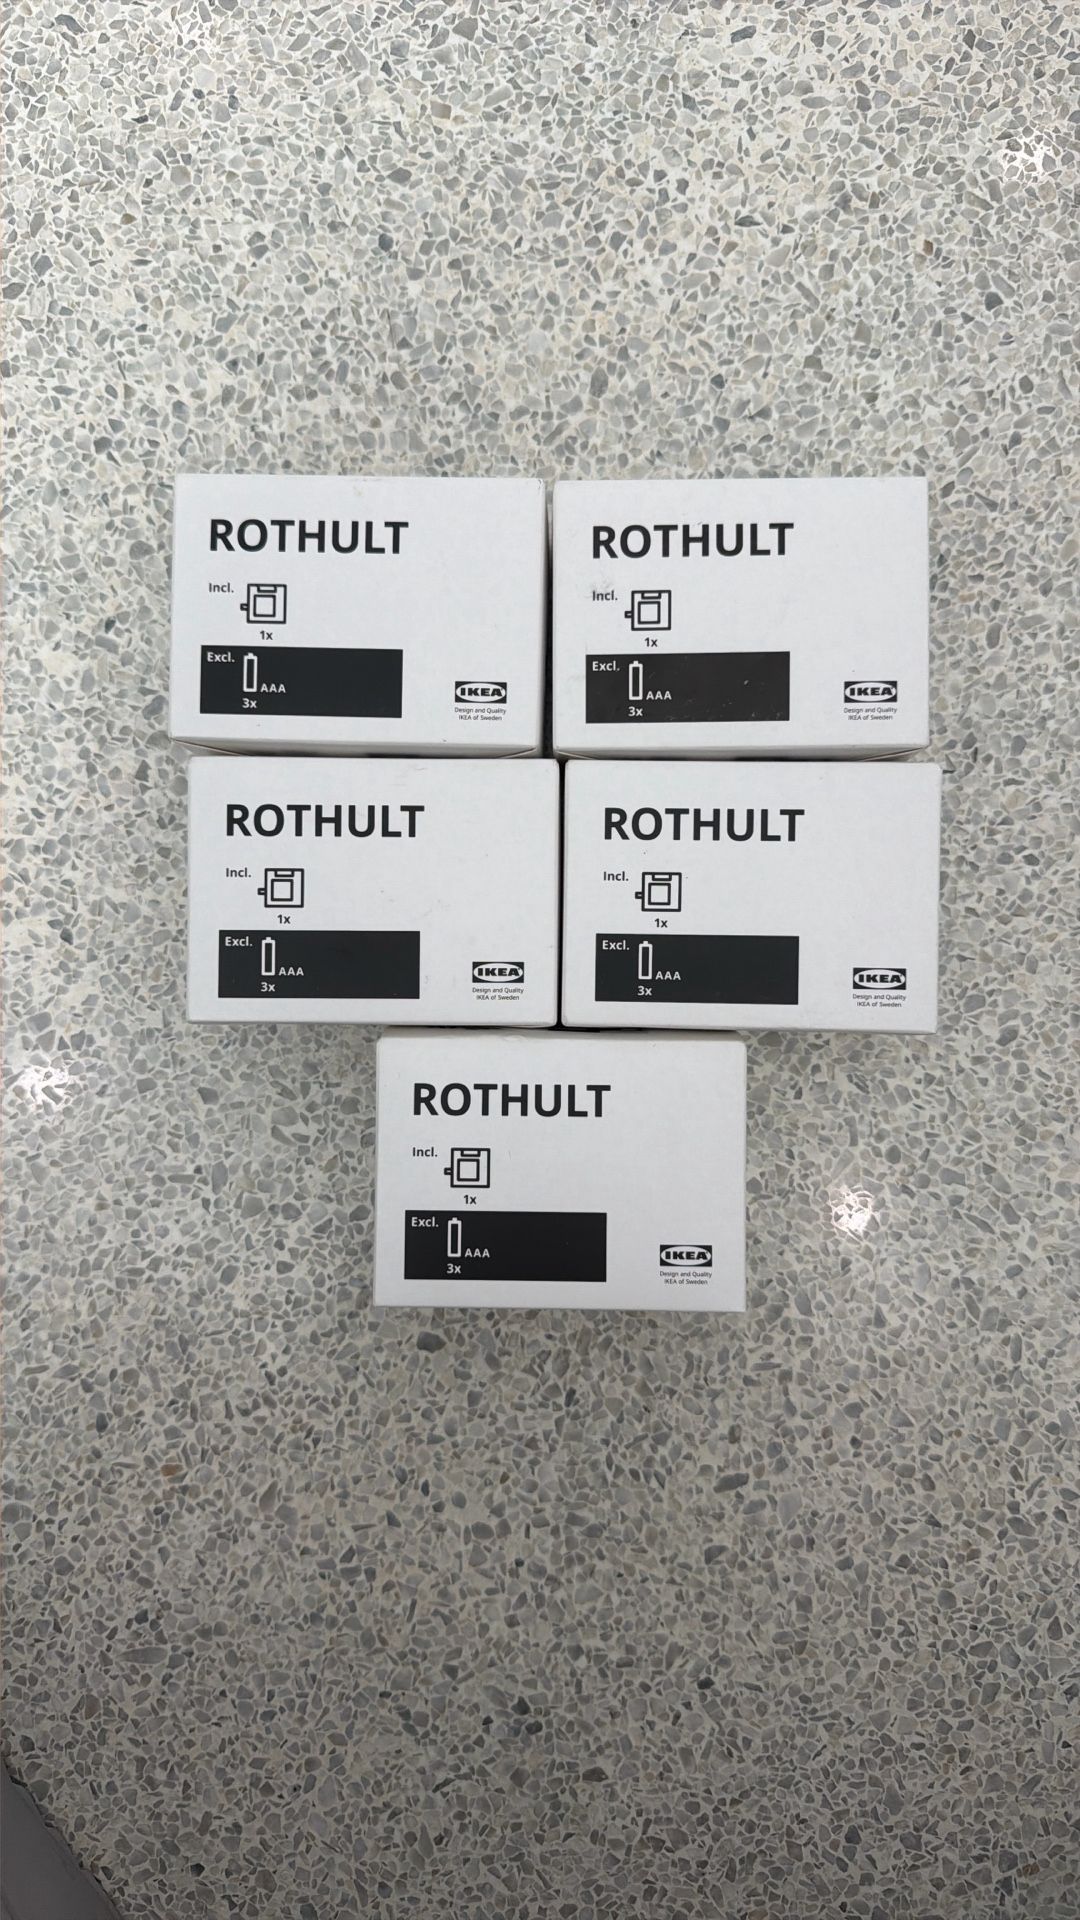 ROTHULT
Incl.
1x
Excl.
AAA
3x
IKEA
Design and Quality
IKEA of Sweden
ROTHULT
Incl.
1x
Excl.
AAA
3x
IKEA
Design and Quality
IKEA of Sweden
ROTHULT
Incl.
1x
Excl.
AAA
3x
IKEA
Design and Quality
IKEA of Sweden
ROTHULT
Incl.
1x
Excl.
AAA
3x
IKEA
Design and Quality
IKEA of Sweden
ROTHULT
Incl.
1x
Excl.
AAA
3x
IKEA
Design and Quality
IKEA of Sweden